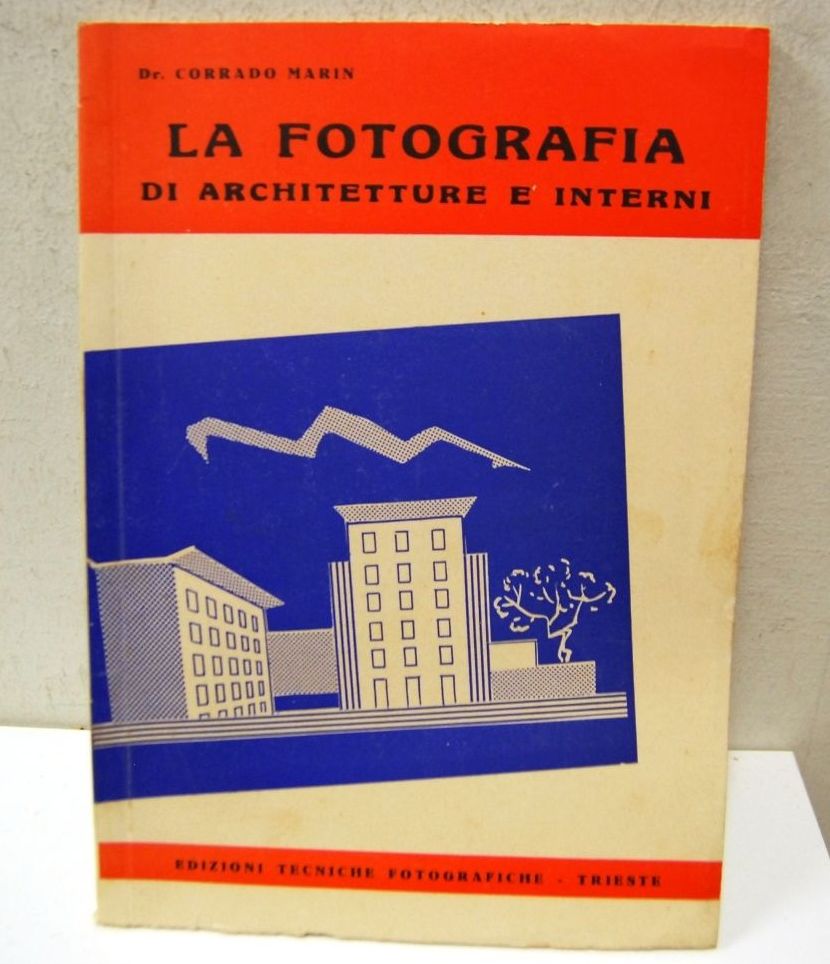 Dr. CORRADO MARIN
LA FOTOGRAFIA
DI ARCHITETTURE E' INTERNI
EDIZIONI TECNICHE FOTOGRAFICHE - TRIESTE